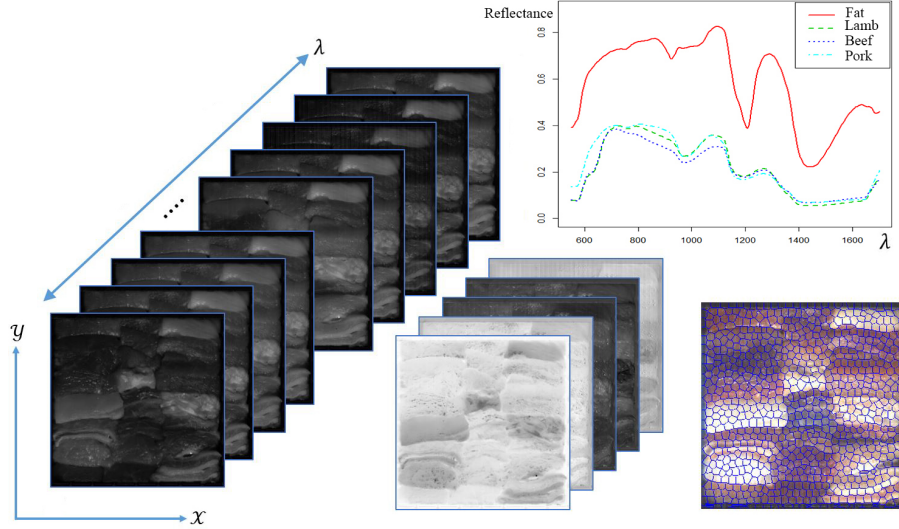 Reflectance
Fat
Lamb
Beef
Pork
0.8
0.6
0.4
0.2
0.0
600
800
1000
1200
1400
1600
λ
λ
y
x